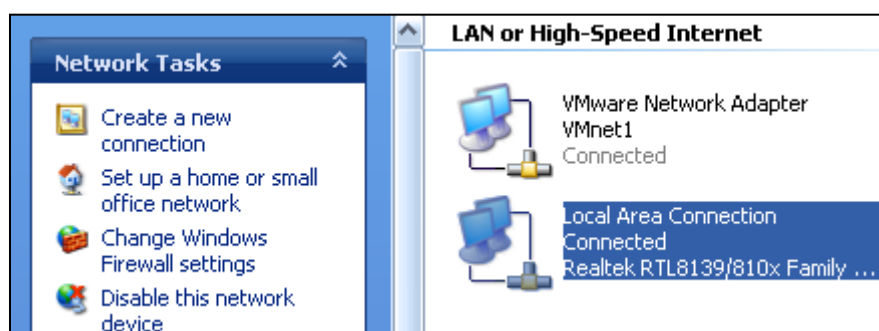 Network Tasks
Create a new
connection
Set up a home or small
office network
Change Windows
Firewall settings
Disable this network
device
LAN or High-Speed Internet
VMware Network Adapter
VMnet1
Connected
Local Area Connection
Connected
Realtek RTL8139/810x Family ...